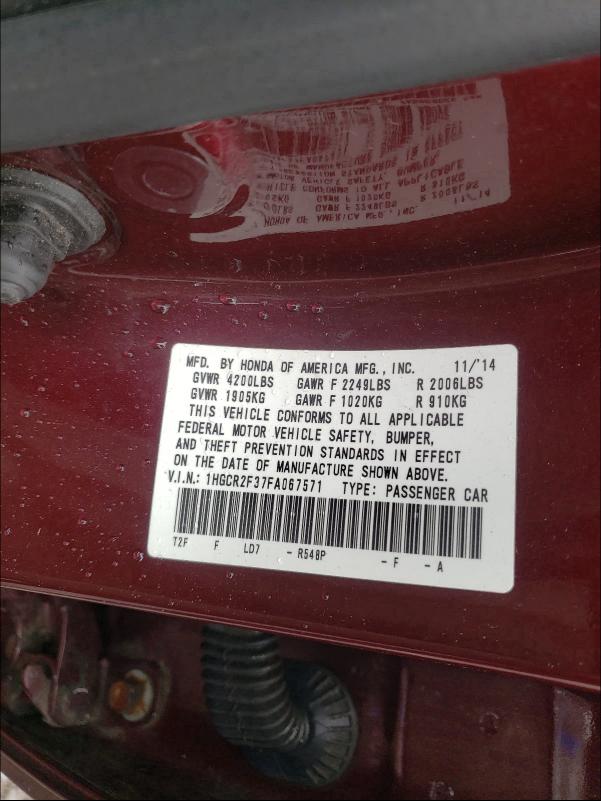 MFD. BY HONDA OF AMERICA MFG., INC. 11/'14
GVWR 4200LBS GAWR F 2249LBS R 2006LBS
GVWR 1905KG GAWR F 1020KG R 910KG
THIS VEHICLE CONFORMS TO ALL APPLICABLE
FEDERAL MOTOR VEHICLE SAFETY, BUMPER,
AND THEFT PREVENTION STANDARDS IN EFFECT
ON THE DATE OF MANUFACTURE SHOWN ABOVE.
V.I.N.: 1HGCR2F37FA067571 TYPE: PASSENGER CAR
T2F F LD7 - R548P - F - A